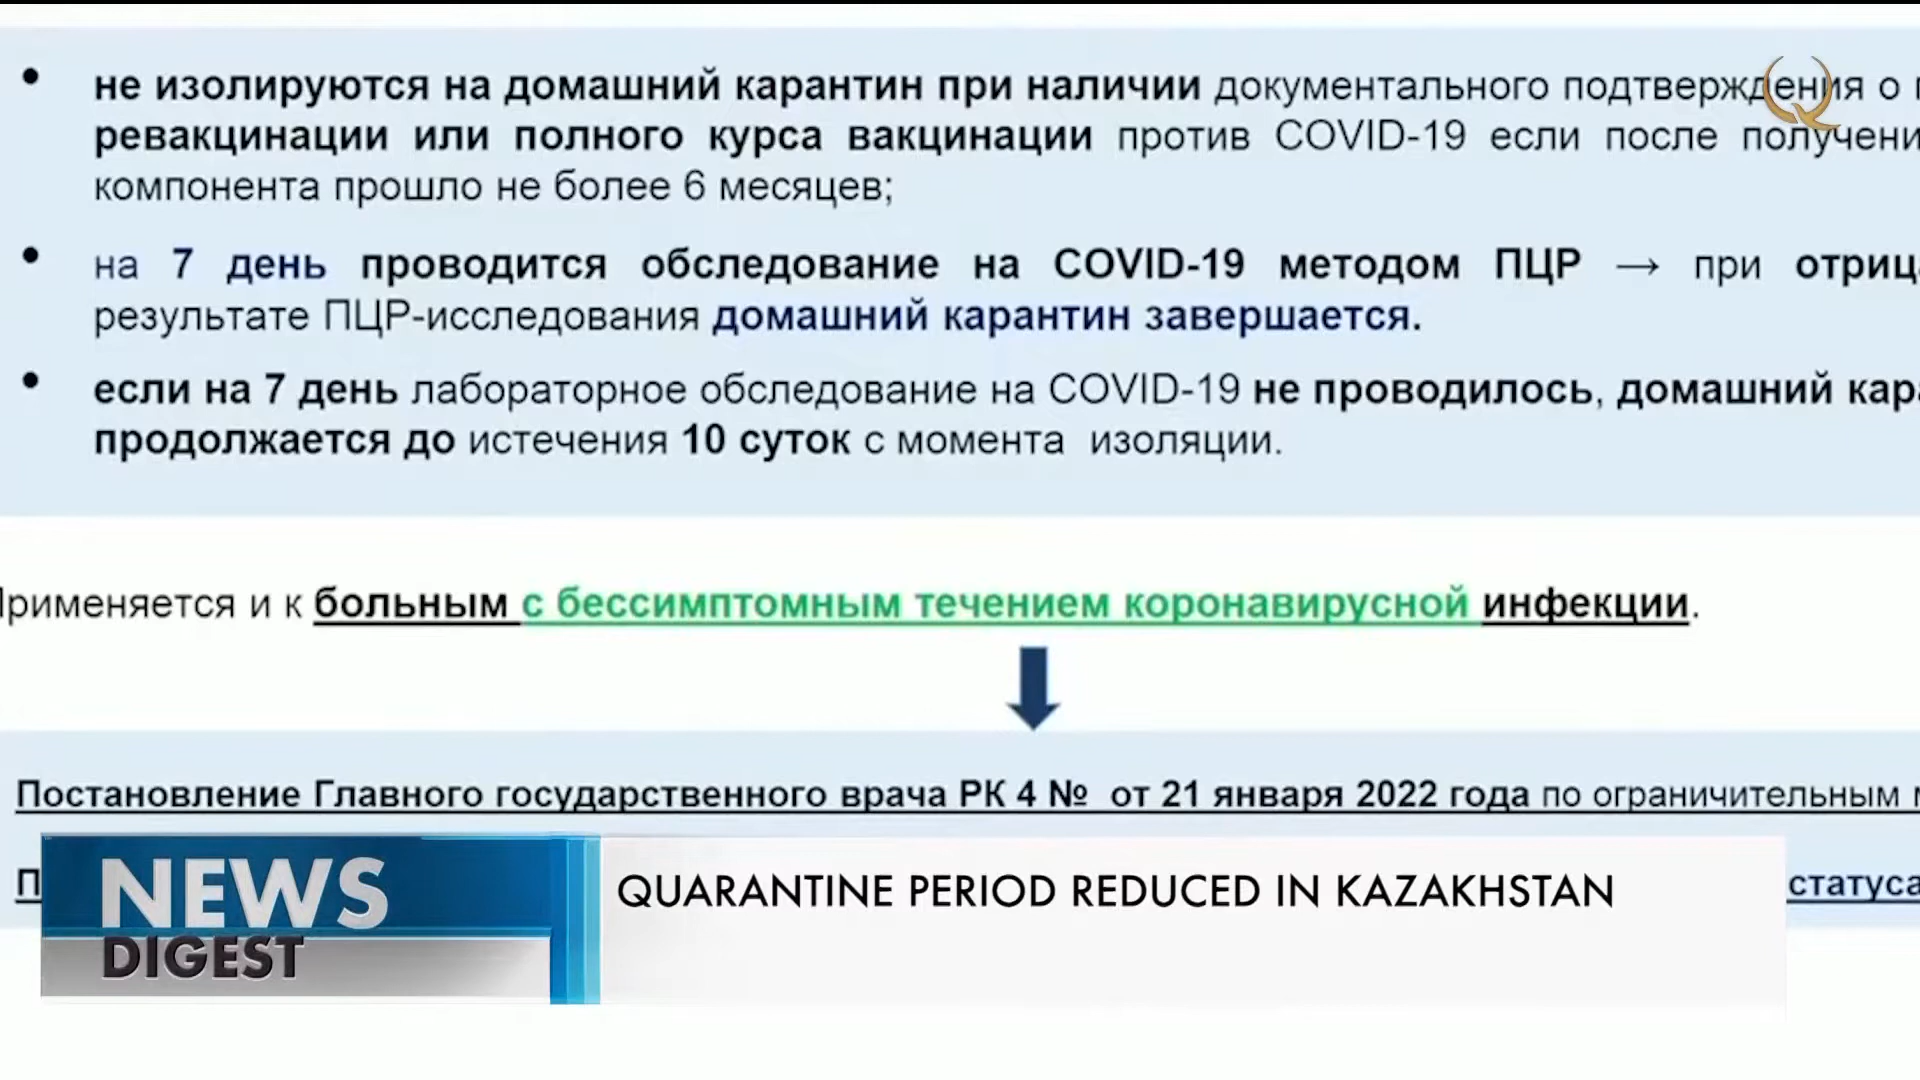 • не изолируются на домашний карантин при наличии документального подтверждения о
ревакцинации или полного курса вакцинации против COVID-19 если после
компонента прошло не более 6 месяцев;
• на 7 день проводится обследование на COVID-19 методом ПЦР → при
результате ПЦР-исследования домашний карантин завершается.
• если на 7 день лабораторное обследование на COVID-19 не проводилось, домашний
продолжается до истечения 10 суток с момента изоляции.
Применяется и к больным с бессимптомным течением коронавирусной инфекции.
Постановление Главного государственного врача РК 4 № от 21 января 2022 года по ограничительным
статуса
NEWS
DIGEST
QUARANTINE PERIOD REDUCED IN KAZAKHSTAN